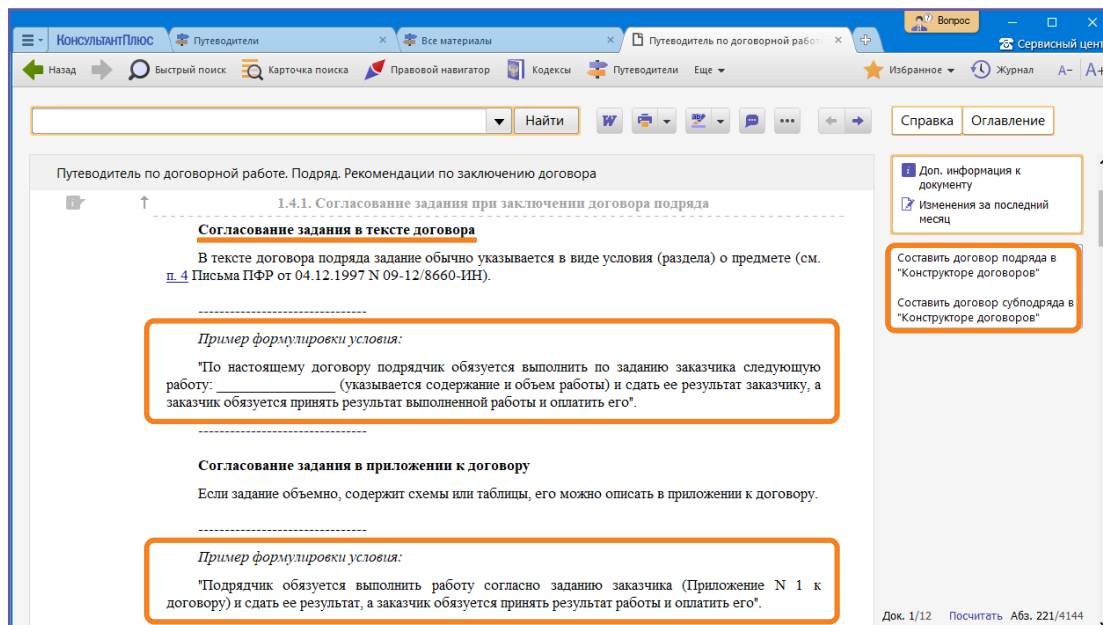 Вопрос
КонсультантПлюс
Путеводители
Все материалы
Путеводитель по договорной работ
Сервисный цент
Назад
Быстрый поиск
Карточка поиска
Правовой навигатор
Кодексы
Путеводители
Еще
Избранное
Журнал
A−
A+
Найти
W
Справка
Оглавление
Путеводитель по договорной работе. Подряд. Рекомендации по заключению договора
i
1.4.1. Согласование задания при заключении договора подряда
Согласование задания в тексте договора
В тексте договора подряда задание обычно указывается в виде условия (раздела) о предмете (см.
п. 4 Письма ПФР от 04.12.1997 N 09-12/8660-ИН).
--------------------------------
Пример формулировки условия:
"По настоящему договору подрядчик обязуется выполнить по заданию заказчика следующую
работу: __________________ (указывается содержание и объем работы) и сдать ее результат заказчику, а
заказчик обязуется принять результат выполненной работы и оплатить его".
--------------------------------
Согласование задания в приложении к договору
Если задание объемно, содержит схемы или таблицы, его можно описать в приложении к договору.
--------------------------------
Пример формулировки условия:
"Подрядчик обязуется выполнить работу согласно заданию заказчика (Приложение N 1 к
договору) и сдать ее результат, а заказчик обязуется принять результат работы и оплатить его".
i
Доп. информация к
документу
Изменения за последний
месяц
Составить договор подряда в
"Конструкторе договоров"
Составить договор субподряда в
"Конструкторе договоров"
Док. 1/12 Посчитать Абз. 221/4144